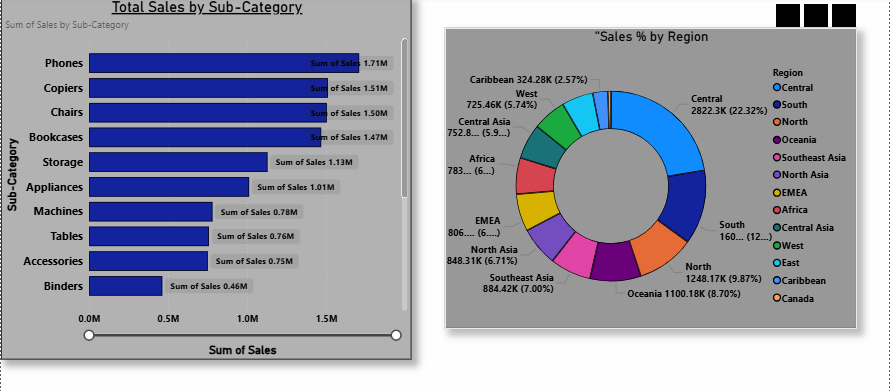 Total Sales by Sub-Category
Sum of Sales by Sub-Category
Sub-Category
Phones
Sum of Sales 1.71M
Copiers
Sum of Sales 1.51M
Chairs
Sum of Sales 1.50M
Bookcases
Sum of Sales 1.47M
Storage
Sum of Sales 1.13M
Appliances
Sum of Sales 1.01M
Machines
Sum of Sales 0.78M
Tables
Sum of Sales 0.76M
Accessories
Sum of Sales 0.75M
Binders
Sum of Sales 0.46M
0.0M 0.5M 1.0M 1.5M
Sum of Sales
"Sales % by Region
Caribbean 324.28K (2.57%)
West
725.46K (5.74%)
Central Asia
752.8... (5.9...)
Africa
783... (6...)
EMEA
806.... (6....)
North Asia
848.31K (6.71%)
Southeast Asia
884.42K (7.00%)
Oceania 1100.18K (8.70%)
North
1248.17K (9.87%)
South
160... (12...)
Central
2822.3K (22.32%)
Region
Central
South
North
Oceania
Southeast Asia
North Asia
EMEA
Africa
Central Asia
West
East
Caribbean
Canada